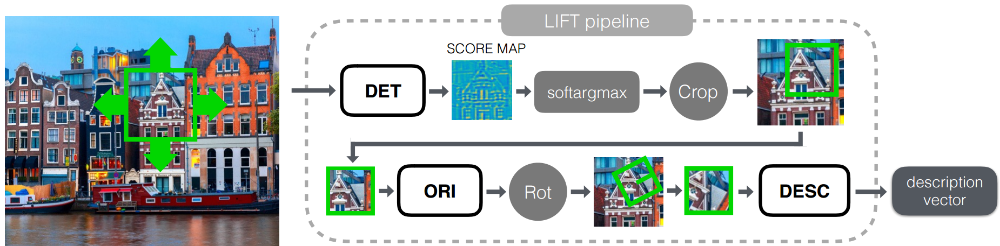 LIFT pipeline
SCORE MAP
DET
softargmax
Crop
ORI
Rot
DESC
description
vector